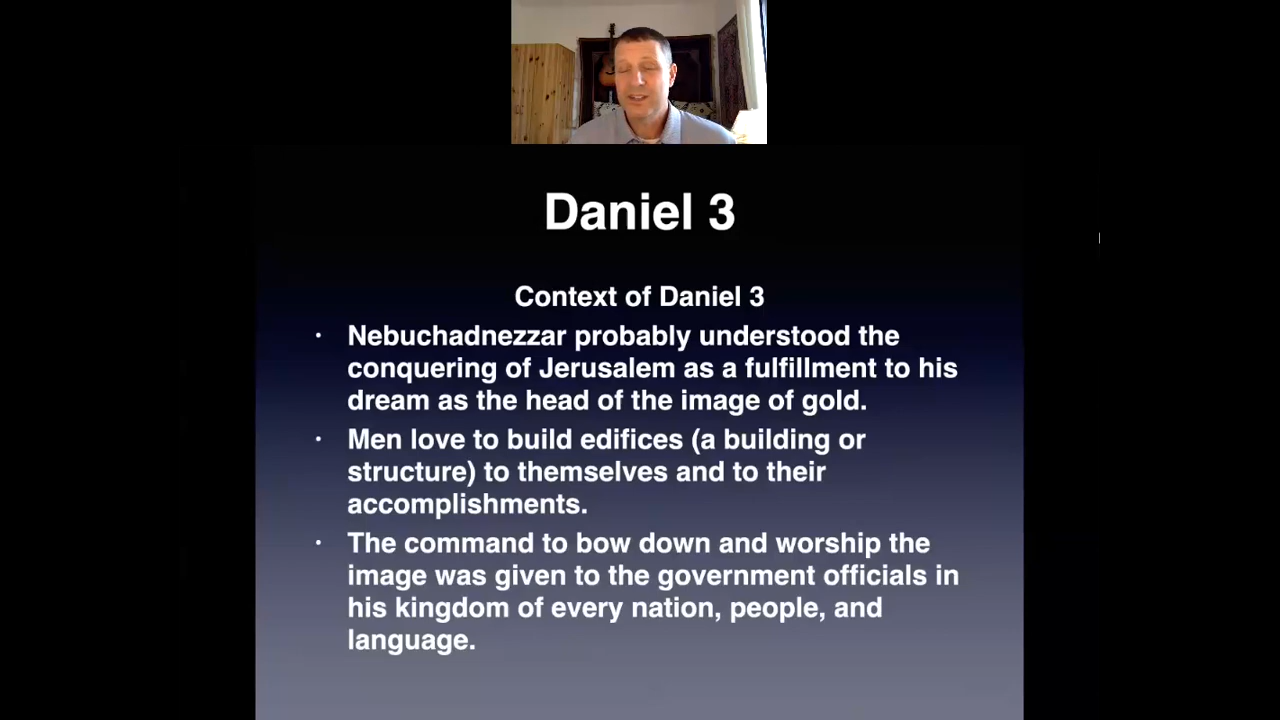 Daniel 3
Context of Daniel 3
• Nebuchadnezzar probably understood the
conquering of Jerusalem as a fulfillment to his
dream as the head of the image of gold.
• Men love to build edifices (a building or
structure) to themselves and to their
accomplishments.
• The command to bow down and worship the
image was given to the government officials in
his kingdom of every nation, people, and
language.